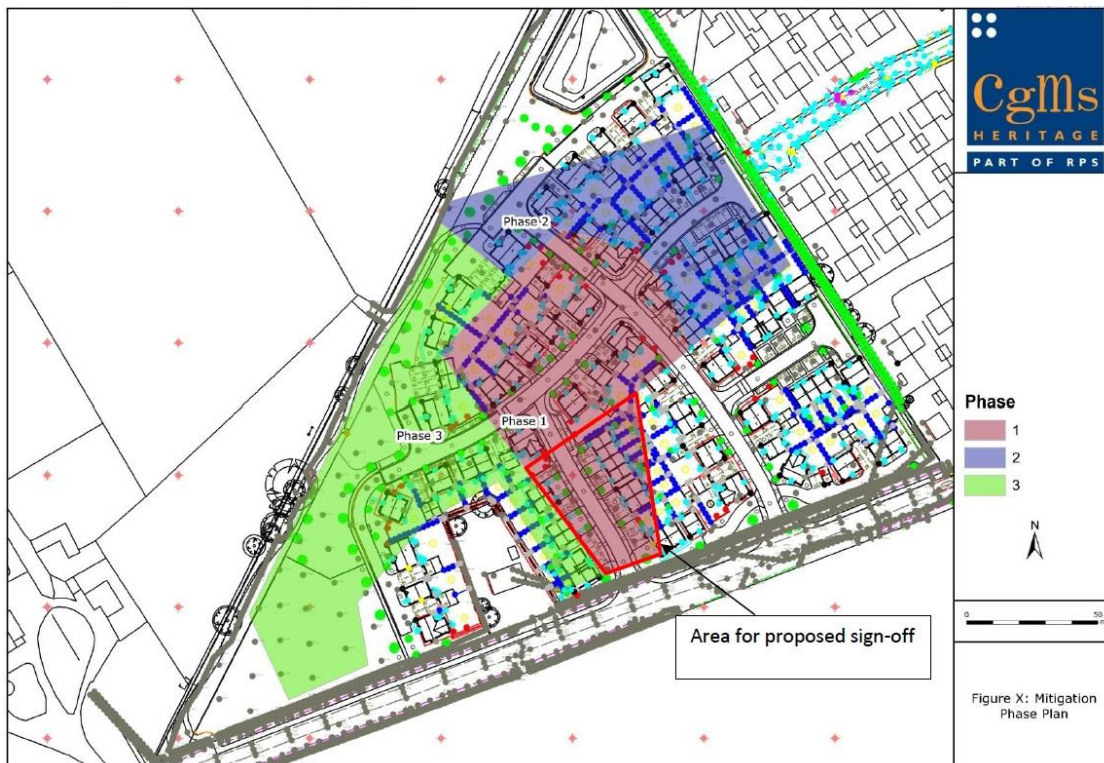 Phase 2
Phase 1
Phase 3
Area for proposed sign-off
CgMs
HERITAGE
PART OF RPS
Phase
1
2
3
N
0
50
Figure X: Mitigation
Phase Plan